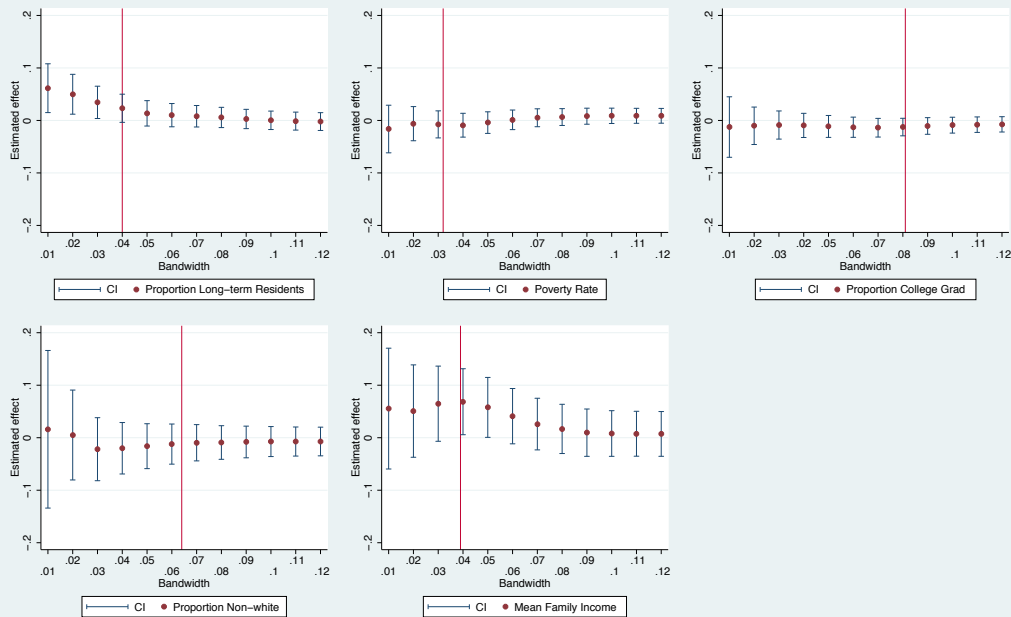 .2
.1
0
-.1
-.2
Estimated effect
.02 .04 .05 .07 .09 .11
.01 .03 .06 .08 .1 .12
Bandwidth
CI Proportion Long-term Residents
.2
.1
0
-.1
-.2
Estimated effect
.02 .04 .05 .07 .09 .11
.01 .03 .06 .08 .1 .12
Bandwidth
CI Poverty Rate
.2
.1
0
-.1
-.2
Estimated effect
.02 .02 .05 .07 .09 .11
.01 .03 .06 .08 .1 .12
Bandwidth
CI Proportion College Grad
.2
.1
0
-.1
-.2
Estimated effect
.02 .04 .05 .07 .09 .11
.01 .03 .06 .08 .1 .12
Bandwidth
CI Proportion Non-white
.2
.1
0
-.1
-.2
Estimated effect
.02 .04 .05 .07 .09 .11
.01 .03 .06 .08 .1 .12
Bandwidth
CI Mean Family Income